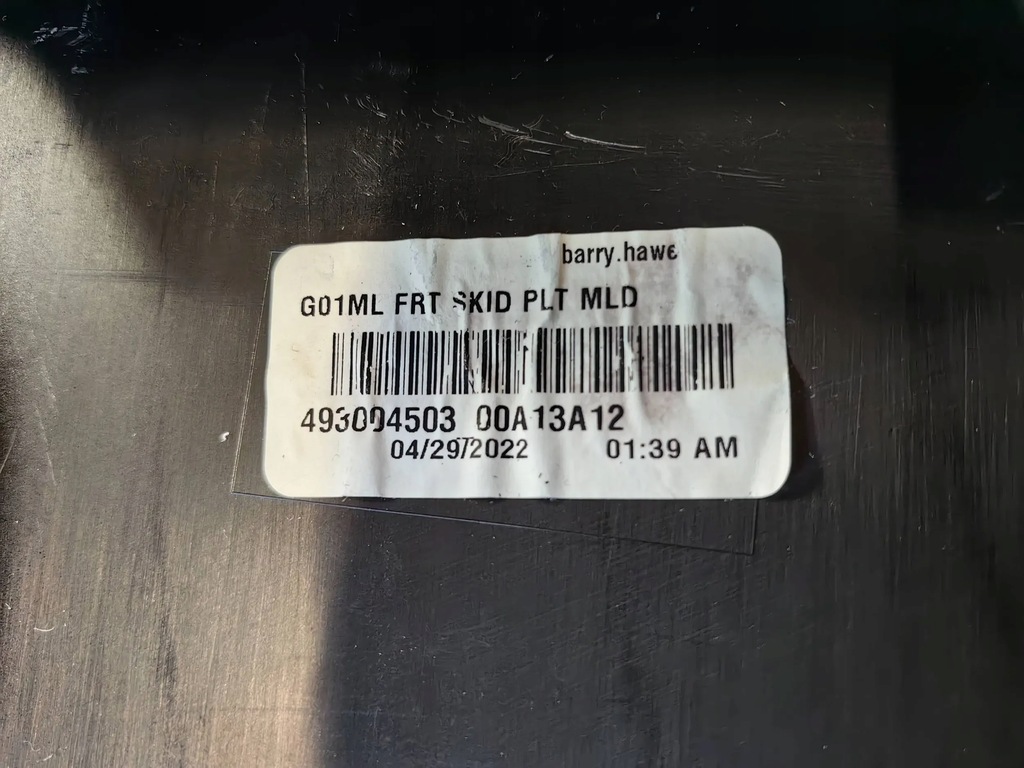 barry.hawe
G01ML FRT SKID PLT MLD
493004503 00A13A12
04/29/2022 01:39 AM